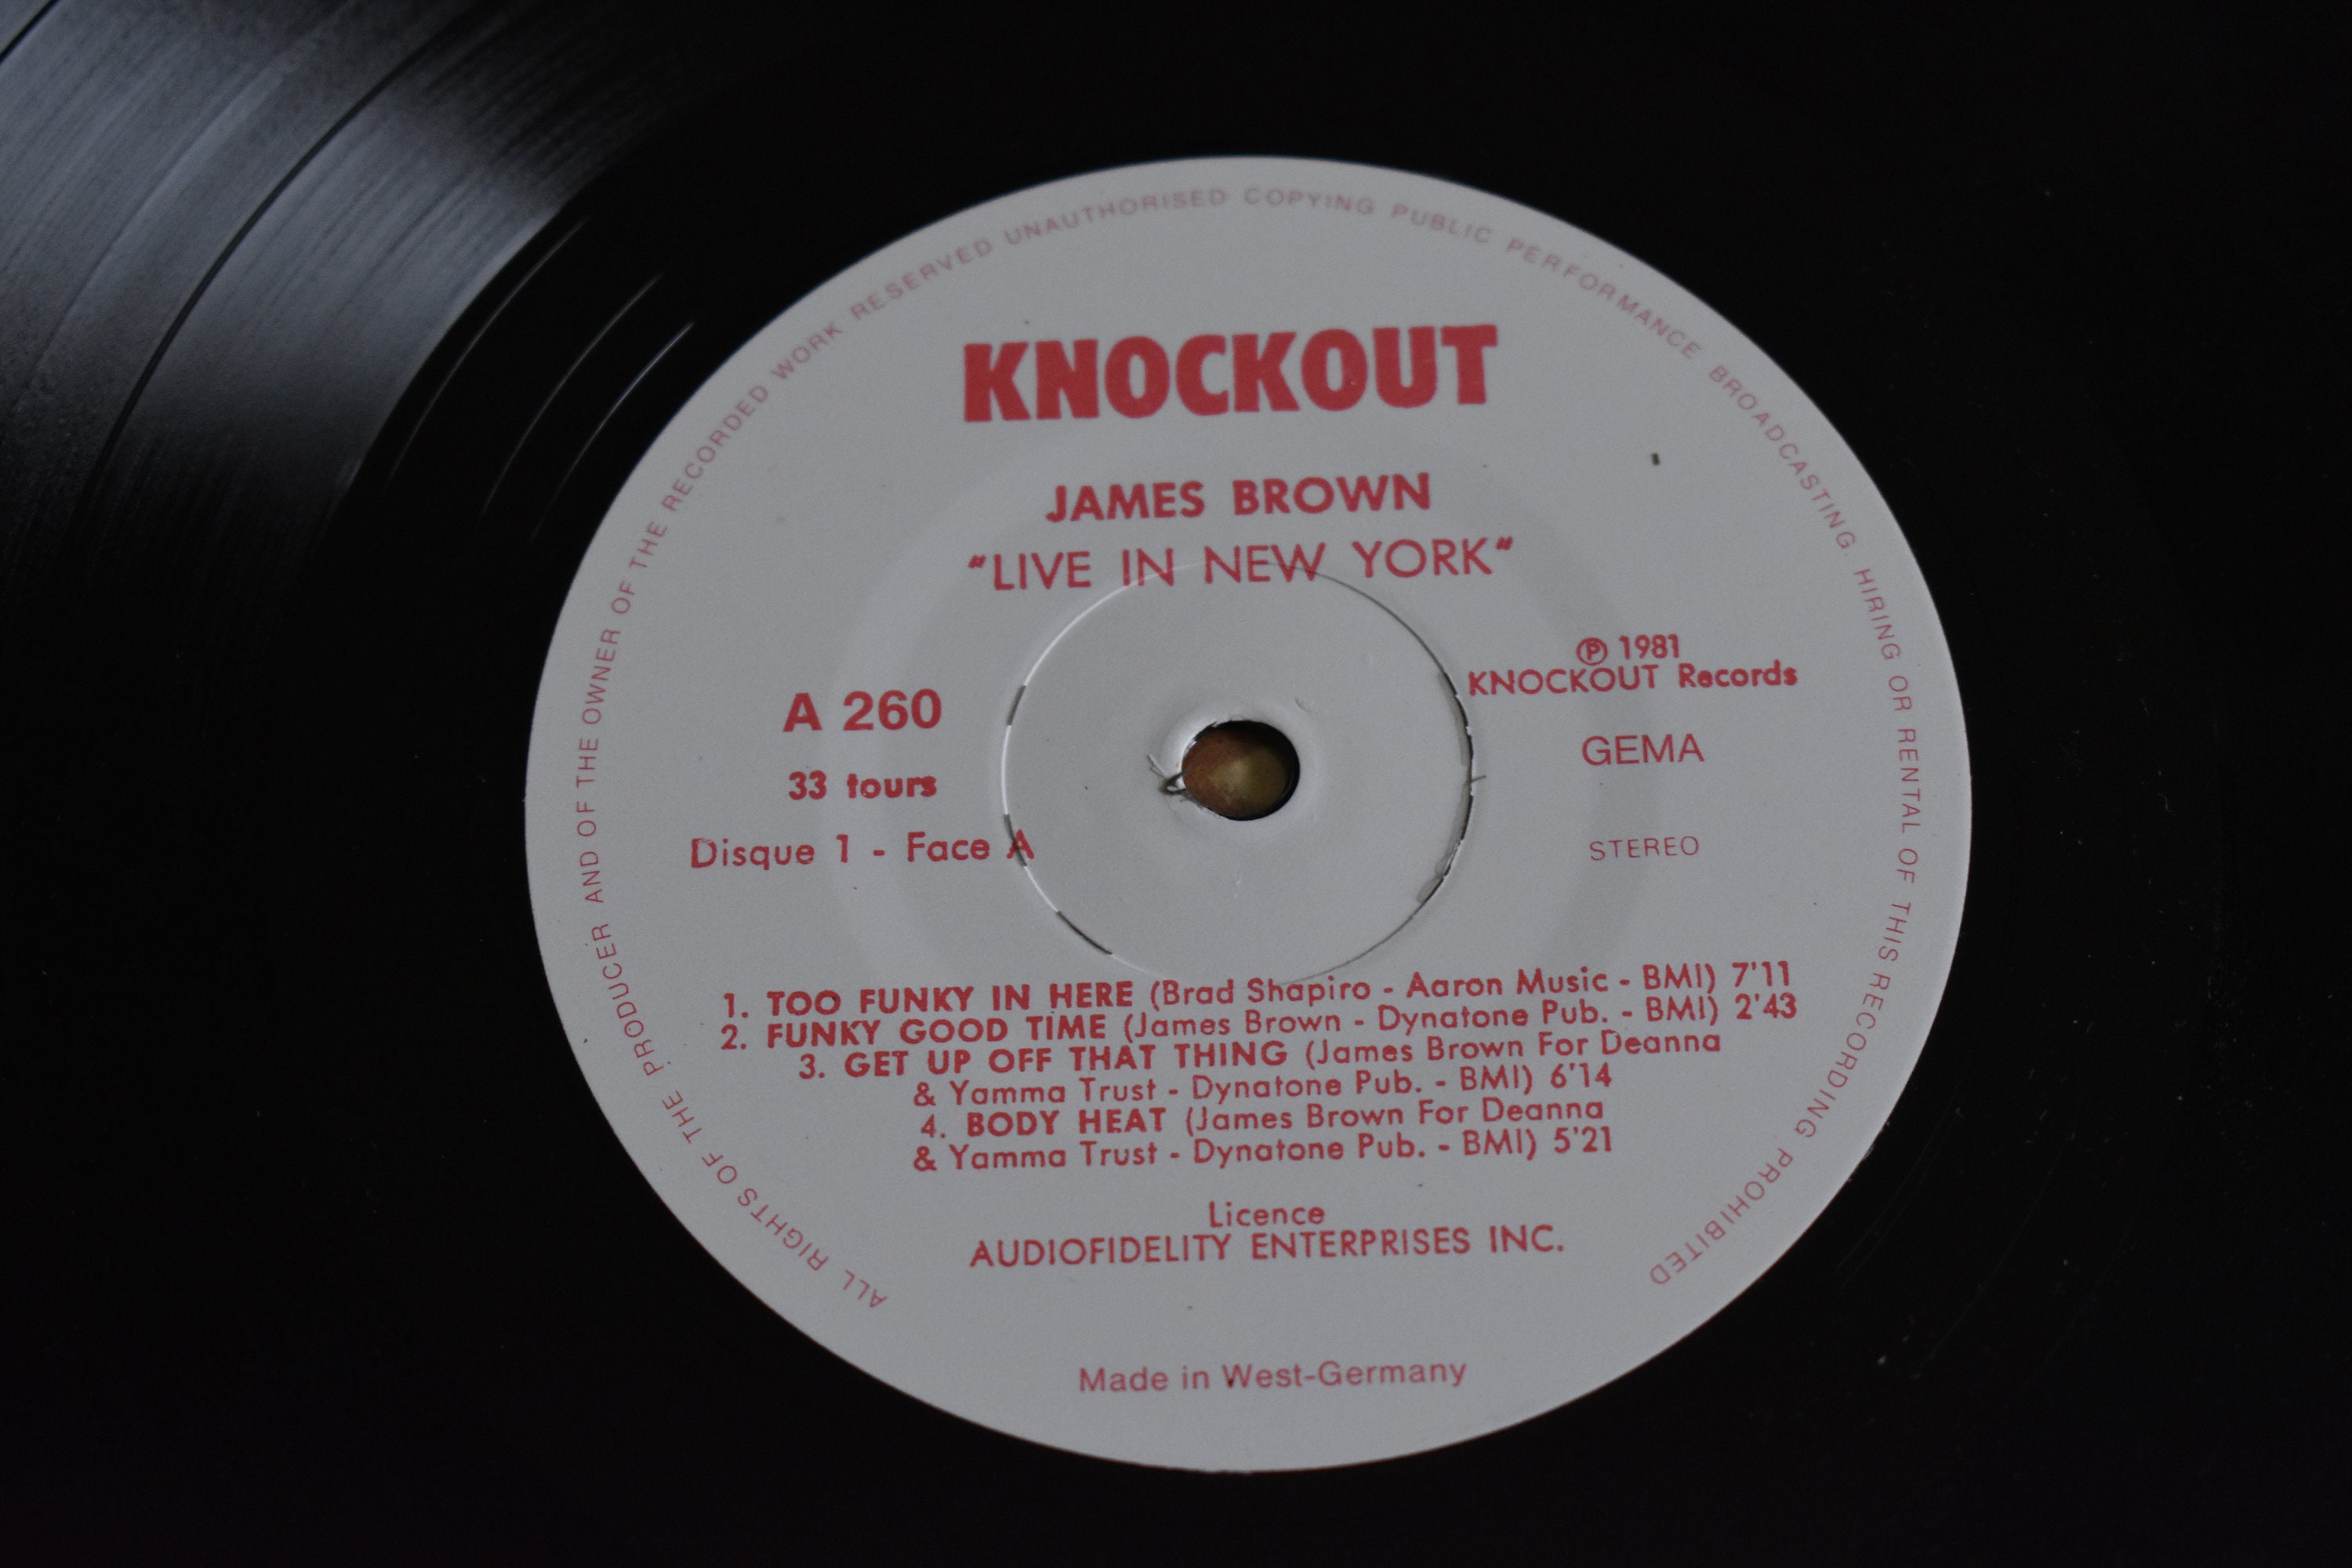 ALL RIGHTS OF THE PRODUCER AND OF THE OWNER OF THE RECORDED WORK RESERVED UNAUTHORISED COPYING PUBLIC PERFORMANCE BROADCASTING. HIRING OR RENTAL OF THIS RECORDING PROHIBITED
KNOCKOUT
JAMES BROWN
"LIVE IN NEW YORK"
℗ 1981
KNOCKOUT Records
A 260
GEMA
33 tours
Disque 1 - Face A
STEREO
1. TOO FUNKY IN HERE (Brad Shapiro - Aaron Music - BMI) 7'11
2. FUNKY GOOD TIME (James Brown - Dynatone Pub. - BMI) 2'43
3. GET UP OFF THAT THING (James Brown For Deanna
& Yamma Trust - Dynatone Pub. - BMI) 6'14
4. BODY HEAT (James Brown For Deanna
& Yamma Trust - Dynatone Pub. - BMI) 5'21
Licence
AUDIOFIDELITY ENTERPRISES INC.
Made in West-Germany